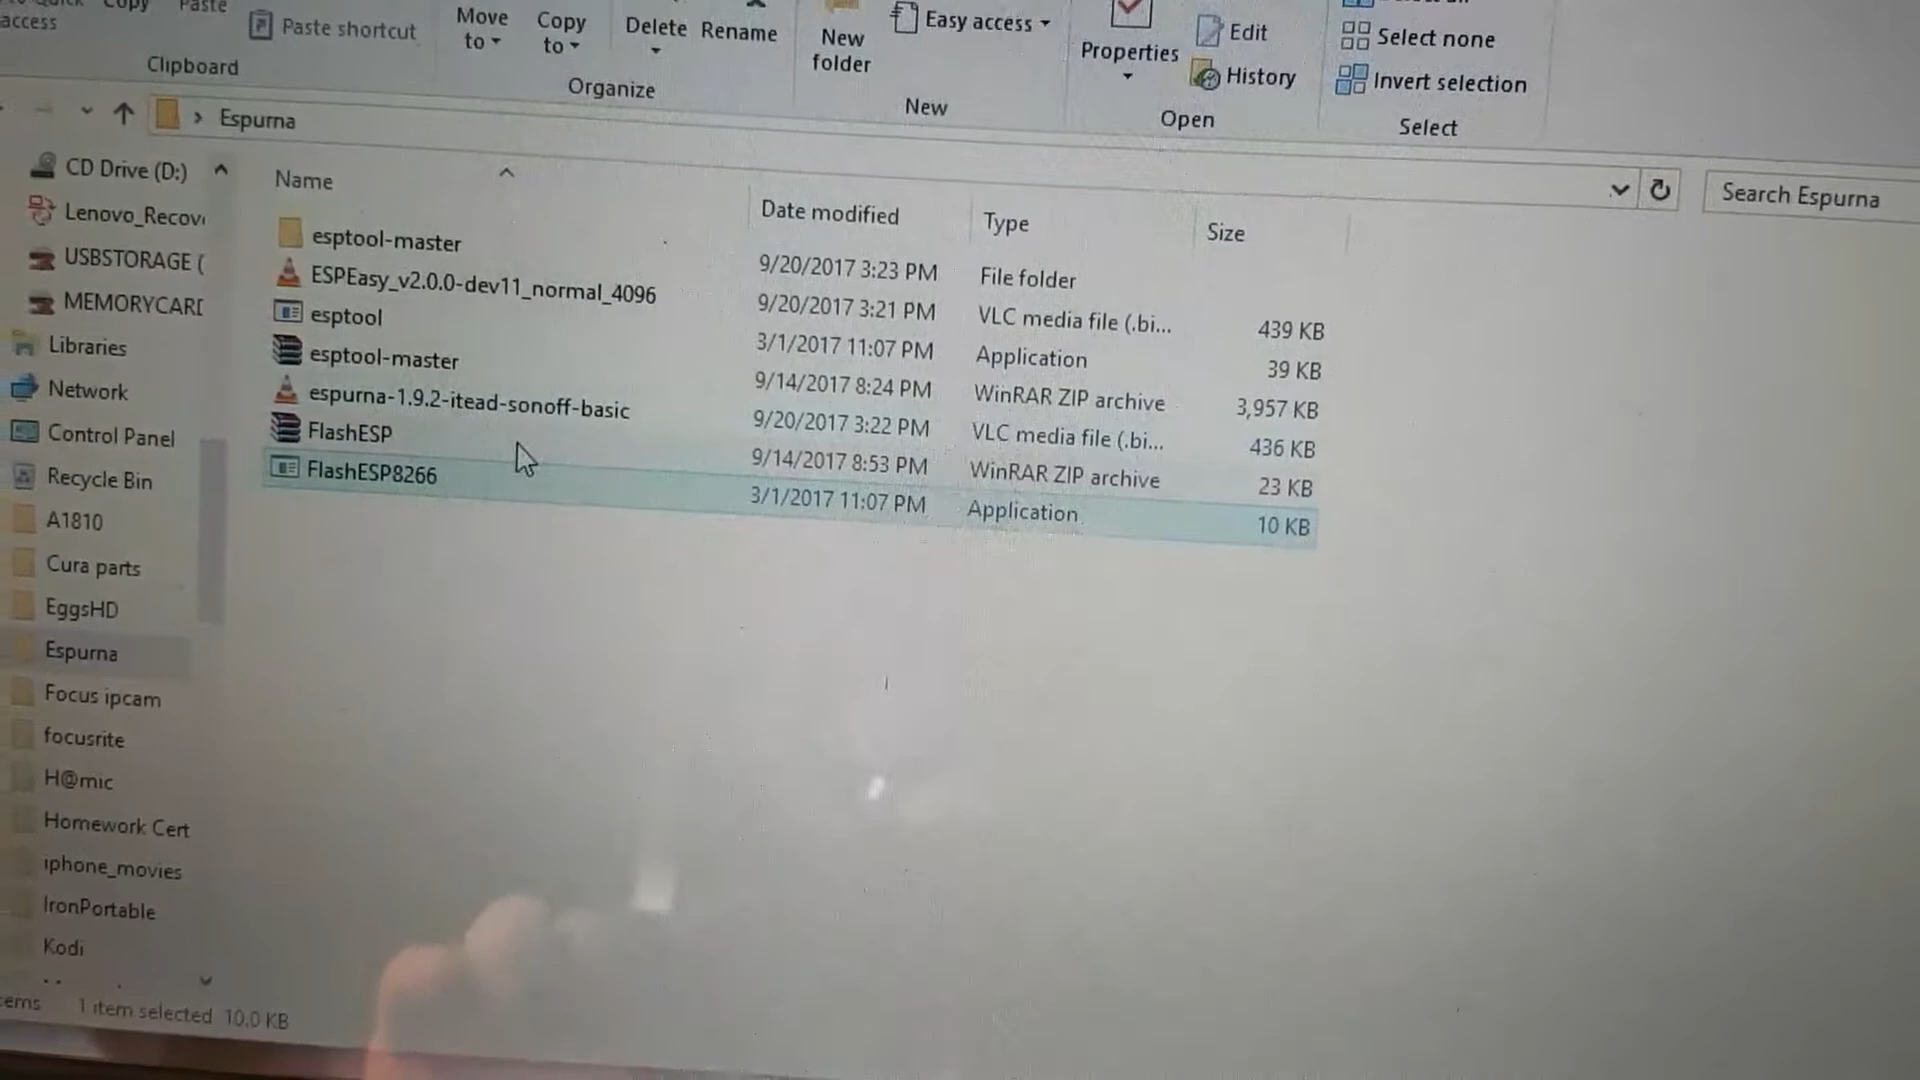 Copy
Paste
access
Paste shortcut
Move to
Copy to
Delete
Rename
New folder
Easy access
Properties
Edit
History
Select none
Invert selection
Clipboard
Organize
New
Open
Select
Espurna
Search Espurna
Name
Date modified
Type
Size
esptool-master 9/20/2017 3:23 PM File folder
ESPEasy_v2.0.0-dev11_normal_4096 9/20/2017 3:21 PM VLC media file (.bi... 439 KB
esptool 3/1/2017 11:07 PM Application 39 KB
esptool-master 9/14/2017 8:24 PM WinRAR ZIP archive 3,957 KB
espurna-1.9.2-itead-sonoff-basic 9/20/2017 3:22 PM VLC media file (.bi... 436 KB
FlashESP 9/14/2017 8:53 PM WinRAR ZIP archive 23 KB
FlashESP8266 3/1/2017 11:07 PM Application 10 KB
CD Drive (D:)
Lenovo_Recov
USBSTORAGE (
MEMORYCARD
Libraries
Network
Control Panel
Recycle Bin
A1810
Cura parts
EggsHD
Espurna
Focus ipcam
focusrite
H@mic
Homework Cert
iphone_movies
IronPortable
Kodi
1 item selected 10.0 KB